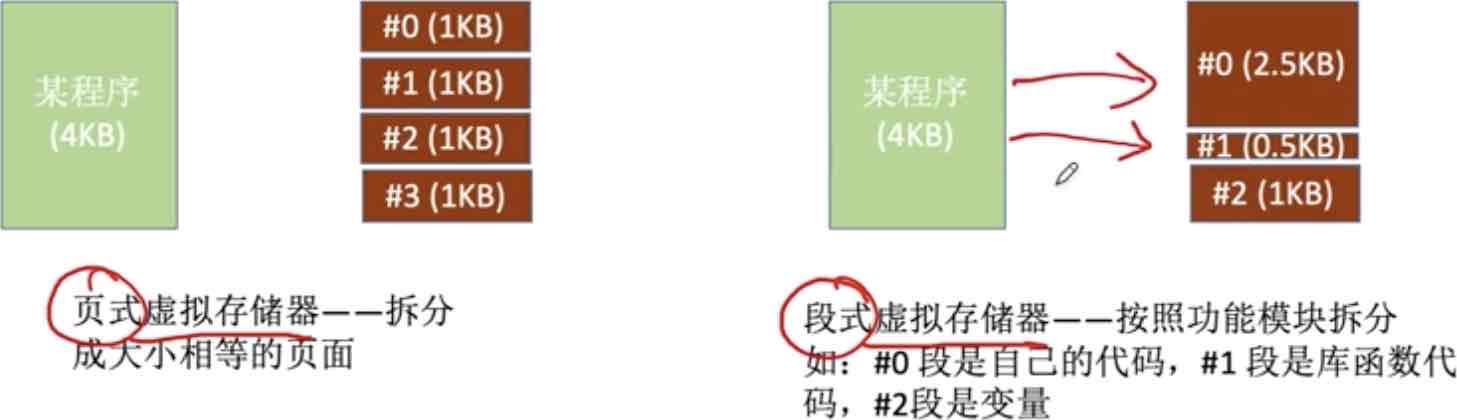 某程序
(4KB)
#0 (1KB)
#1 (1KB)
#2 (1KB)
#3 (1KB)
页式虚拟存储器——拆分
成大小相等的页面
某程序
(4KB)
#0 (2.5KB)
#1 (0.5KB)
#2 (1KB)
段式虚拟存储器——按照功能模块拆分
如：#0 段是自己的代码，#1 段是库函数代
码，#2段是变量